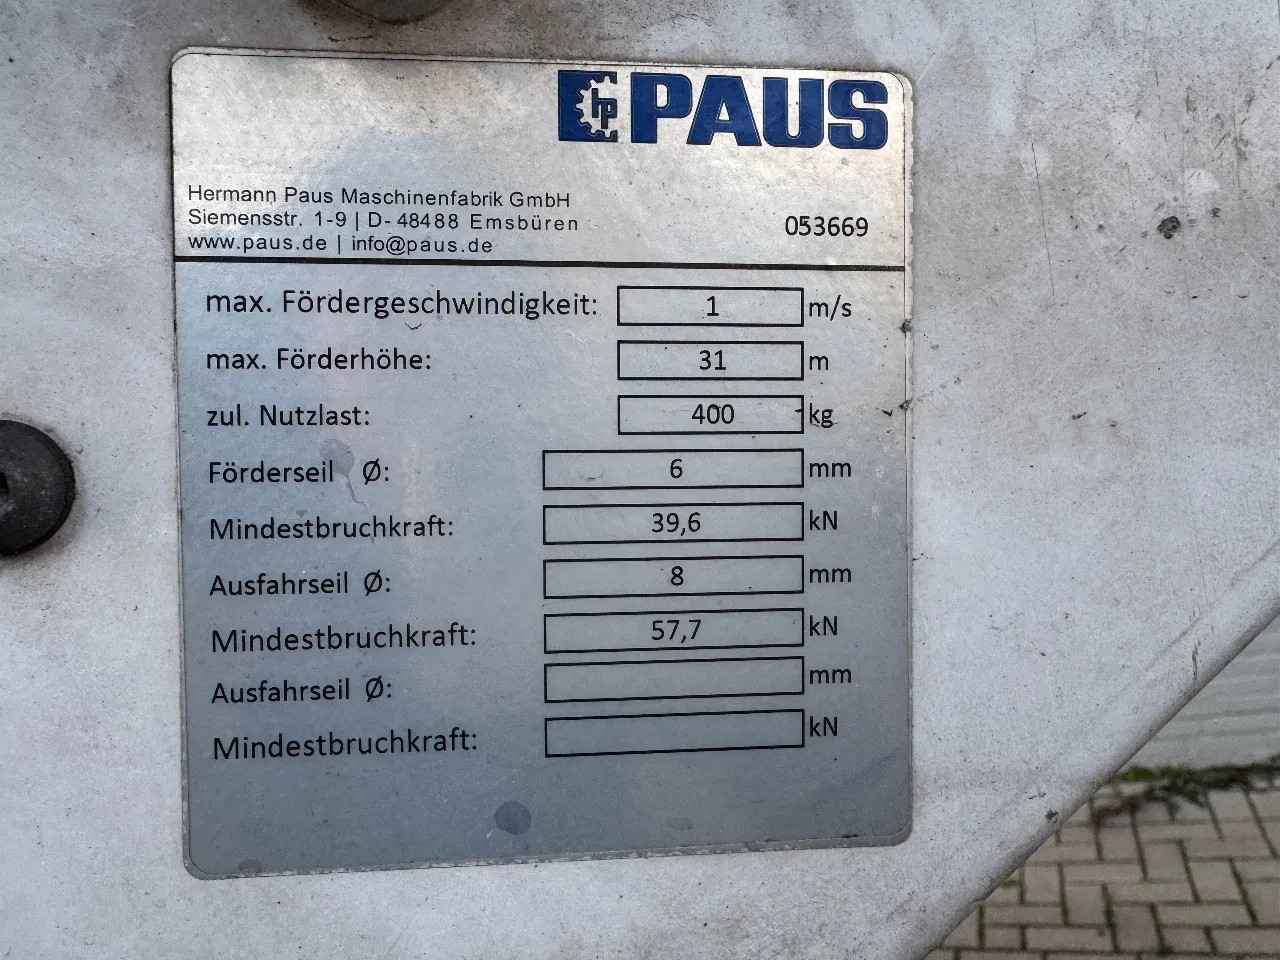 hp PAUS
Hermann Paus Maschinenfabrik GmbH
Siemensstr. 1-9 | D- 48488 Emsbüren
www.paus.de | info@paus.de
053669
max. Fördergeschwindigkeit: 1 m/s
max. Förderhöhe: 31 m
zul. Nutzlast: 400 kg
Förderseil Ø: 6 mm
Mindestbruchkraft: 39,6 kN
Ausfahrseil Ø: 8 mm
Mindestbruchkraft: 57,7 kN
Ausfahrseil Ø: mm
Mindestbruchkraft: kN